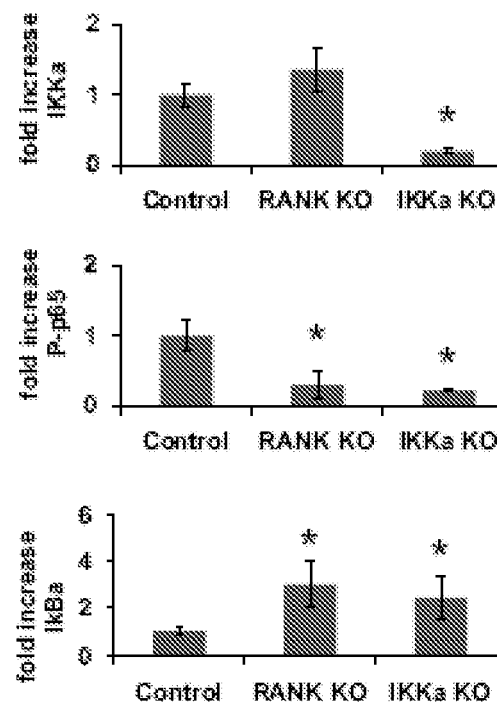 fold increase
IKKa
2
1
0
*
Control RANK KO IKKa KO
fold increase
P-p65
2
1
0
*
*
Control RANK KO IKKa KO
fold increase
IkBa
6
4
2
0
*
*
Control RANK KO IKKa KO